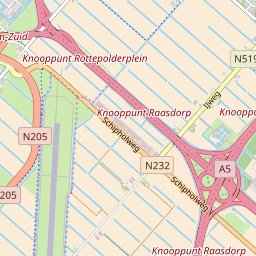 m-Zuid
Knooppunt Rottepolderplein
N519
IJweg
Knooppunt Raasdorp
Knooppunt
Schipholweg
N205
N232
A5
205
Schipholweg
Knooppunt Raasdorp